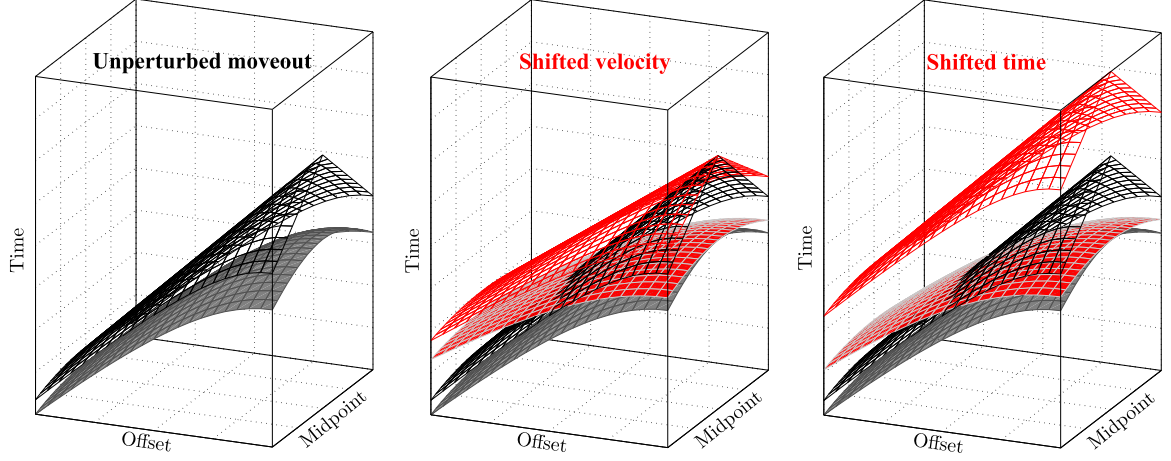 Unperturbed moveout
Time
Offset
Midpoint
Shifted velocity
Time
Offset
Midpoint
Shifted time
Time
Offset
Midpoint